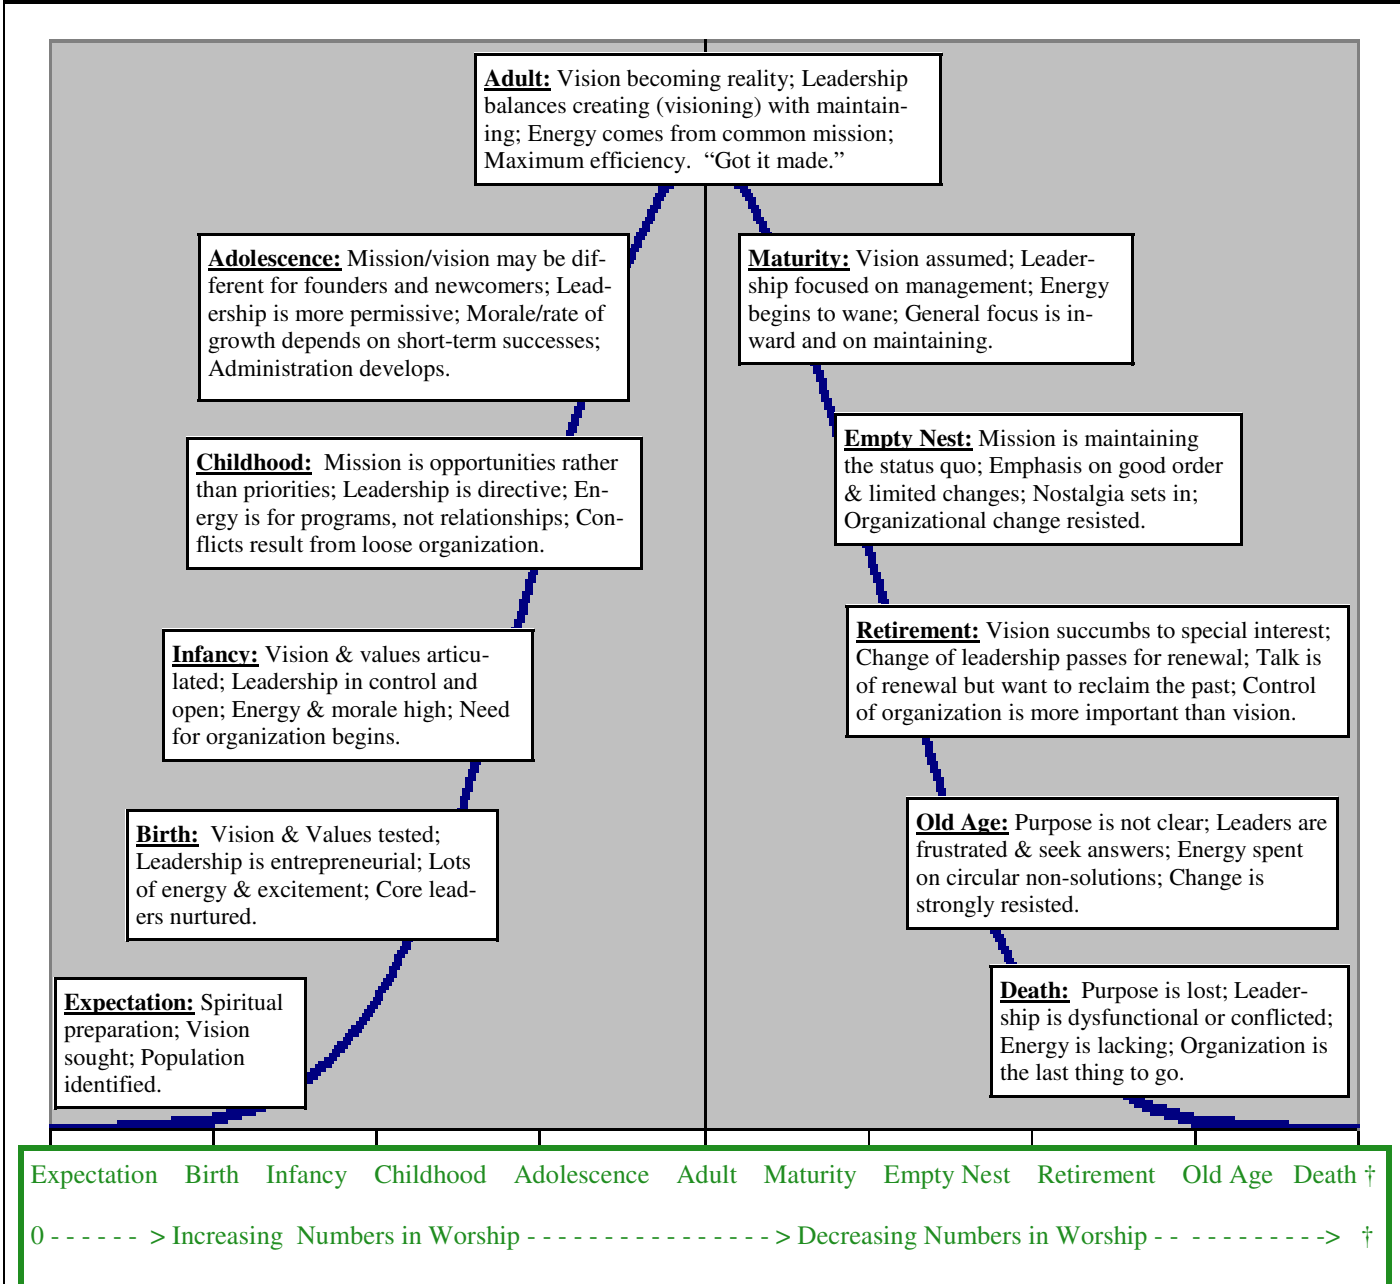 Adult: Vision becoming reality; Leadership
balances creating (visioning) with maintain-
ing; Energy comes from common mission;
Maximum efficiency.  “Got it made.”
Adolescence: Mission/vision may be dif-
ferent for founders and newcomers; Lead-
ership is more permissive; Morale/rate of
growth depends on short-term successes;
Administration develops.
Maturity: Vision assumed; Leader-
ship focused on management; Energy
begins to wane; General focus is in-
ward and on maintaining.
Childhood:  Mission is opportunities rather
than priorities; Leadership is directive; En-
ergy is for programs, not relationships; Con-
flicts result from loose organization.
Empty Nest: Mission is maintaining
the status quo; Emphasis on good order
& limited changes; Nostalgia sets in;
Organizational change resisted.
Infancy: Vision & values articu-
lated; Leadership in control and
open; Energy & morale high; Need
for organization begins.
Retirement: Vision succumbs to special interest;
Change of leadership passes for renewal; Talk is
of renewal but want to reclaim the past; Control
of organization is more important than vision.
Birth:  Vision & Values tested;
Leadership is entrepreneurial; Lots
of energy & excitement; Core lead-
ers nurtured.
Old Age: Purpose is not clear; Leaders are
frustrated & seek answers; Energy spent
on circular non-solutions; Change is
strongly resisted.
Expectation: Spiritual
preparation; Vision
sought; Population
identified.
Death:  Purpose is lost; Leader-
ship is dysfunctional or conflicted;
Energy is lacking; Organization is
the last thing to go.
Expectation Birth Infancy Childhood Adolescence Adult Maturity Empty Nest Retirement Old Age Death †
0 - - - - - - > Increasing  Numbers in Worship - - - - - - - - - - - - - - - - > Decreasing Numbers in Worship - - - - - - - - - - - -> †